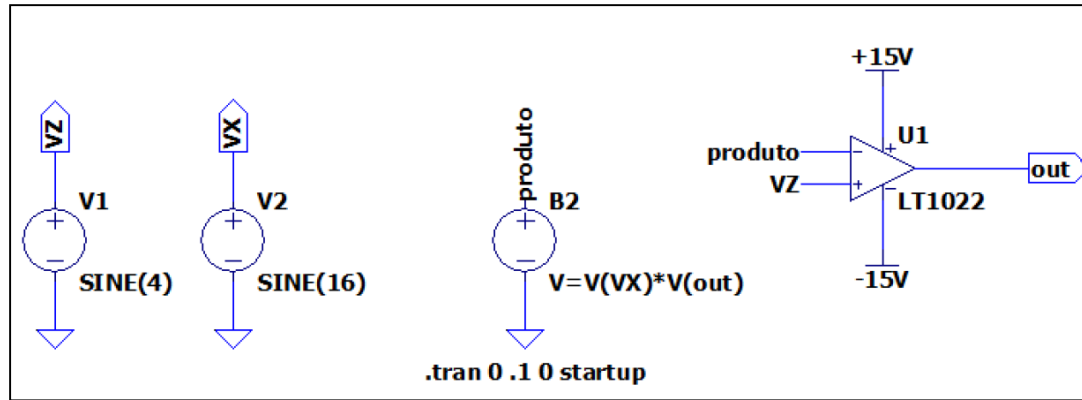 VZ
V1
SINE(4)
VX
V2
SINE(16)
produto
B2
V=V(VX)*V(out)
+15V
U1
produto
VZ
LT1022
-15V
out
.tran 0 .1 0 startup